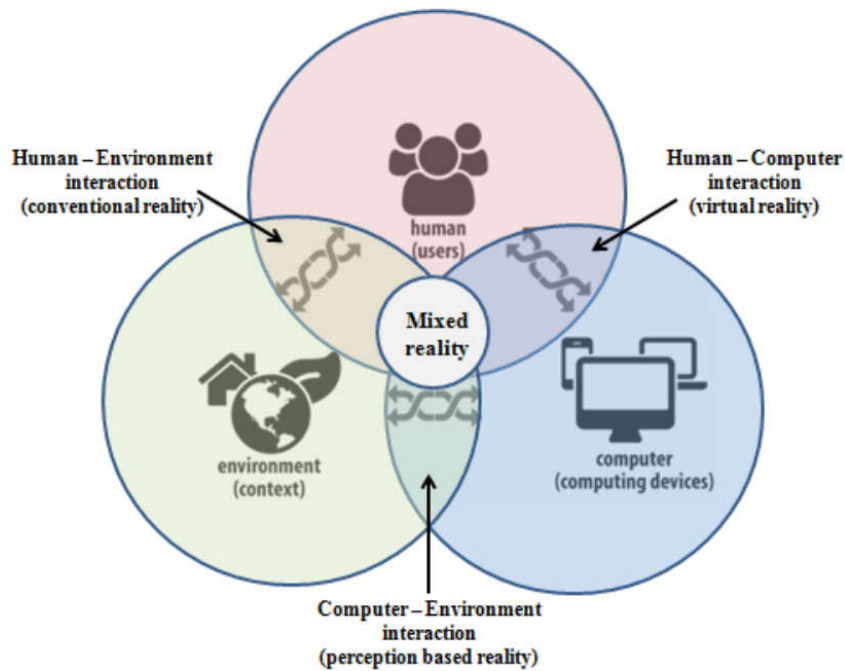 Human – Environment
interaction
(conventional reality)
Human – Computer
interaction
(virtual reality)
human
(users)
Mixed
reality
environment
(context)
computer
(computing devices)
Computer – Environment
interaction
(perception based reality)